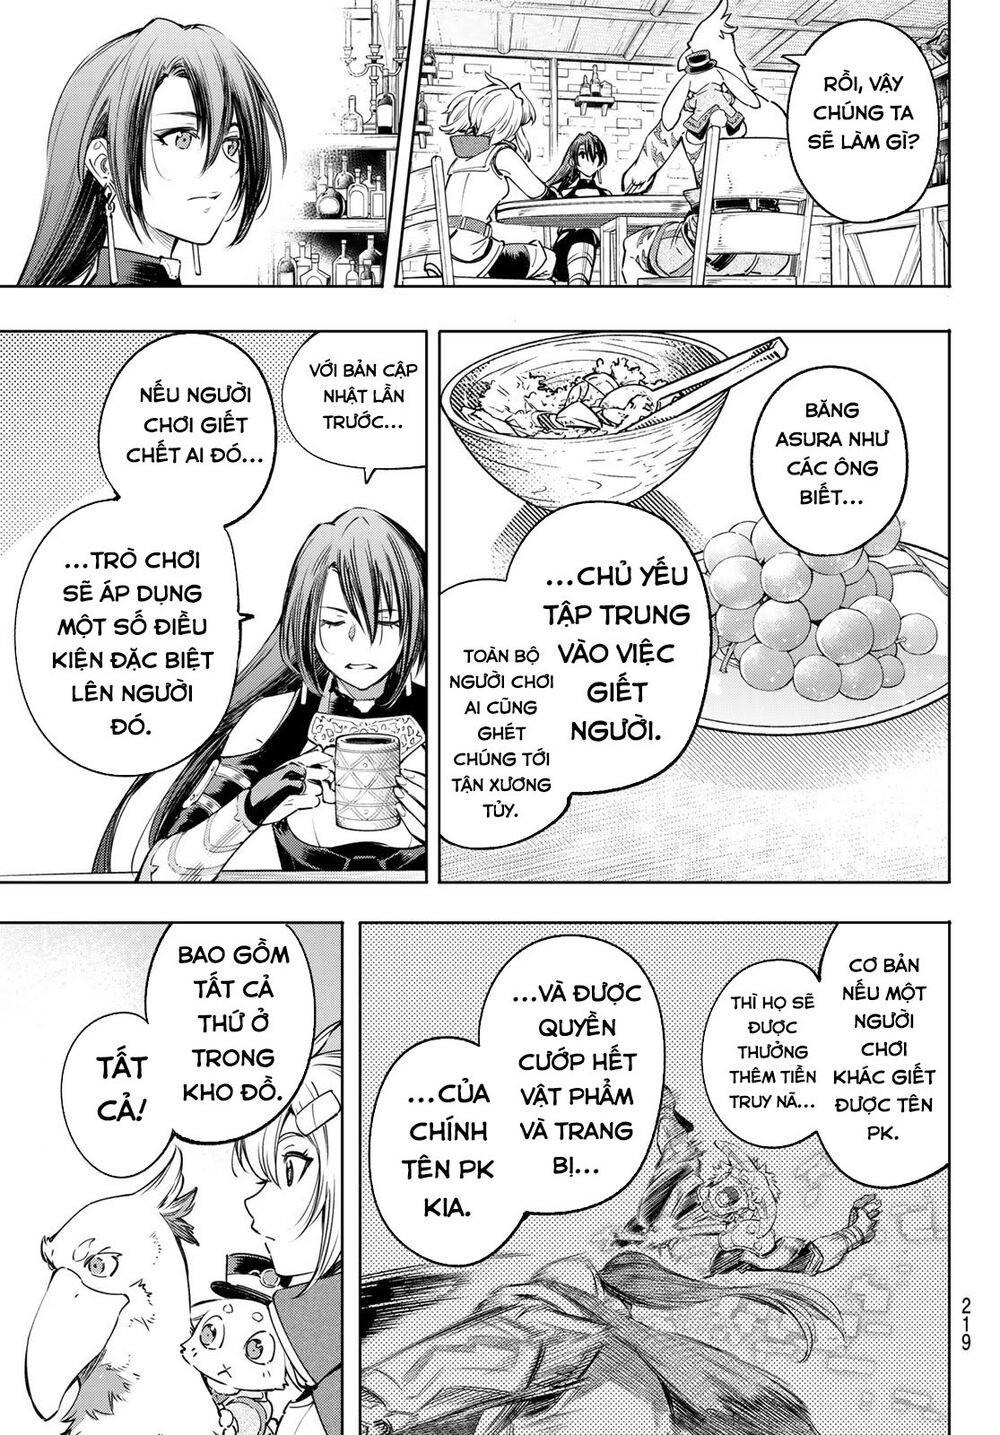 RỒI, VẬY
CHÚNG TA
SẼ LÀM GÌ?
BĂNG
ASURA NHƯ
CÁC ÔNG
BIẾT...
...CHỦ YẾU
TẬP TRUNG
VÀO VIỆC
GIẾT
NGƯỜI.
TOÀN BỘ
NGƯỜI CHƠI
AI CŨNG
GHÉT
CHÚNG TỚI
TẬN XƯƠNG
TỦY.
VỚI BẢN CẬP
NHẬT LẦN
TRƯỚC...
NẾU NGƯỜI
CHƠI GIẾT
CHẾT AI ĐÓ...
...TRÒ CHƠI
SẼ ÁP DỤNG
MỘT SỐ ĐIỀU
KIỆN ĐẶC BIỆT
LÊN NGƯỜI
ĐÓ.
CƠ BẢN
NẾU MỘT
NGƯỜI
CHƠI
KHÁC GIẾT
ĐƯỢC TÊN
PK.
THÌ HỌ SẼ
ĐƯỢC
THƯỞNG
THÊM TIỀN
TRUY NÃ...
...VÀ ĐƯỢC
QUYỀN
CƯỚP HẾT
VẬT PHẨM
VÀ TRANG
BỊ...
...CỦA
CHÍNH
TÊN PK
KIA.
BAO GỒM
TẤT CẢ
THỨ Ở
TRONG
KHO ĐỒ.
TẤT
CẢ!
219